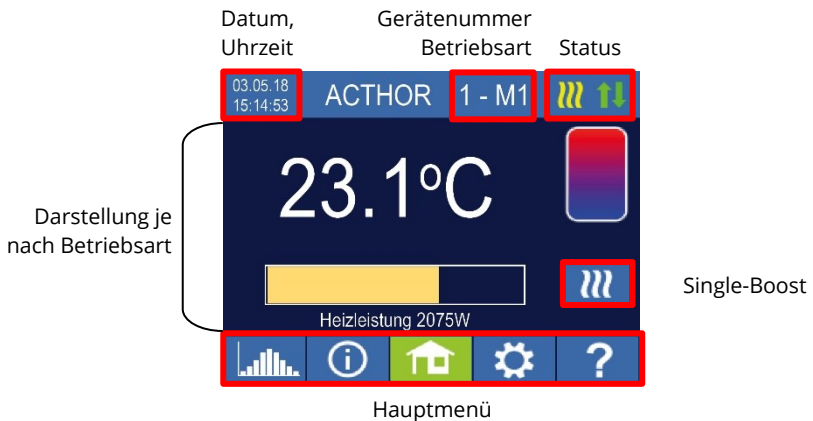 Datum,
Uhrzeit
Gerätenummer
Betriebsart
Status
03.05.18
15:14:53
ACTHOR
1 - M1
Darstellung je
nach Betriebsart
23.1°C
Single-Boost
Heizleistung 2075W
i
?
Hauptmenü